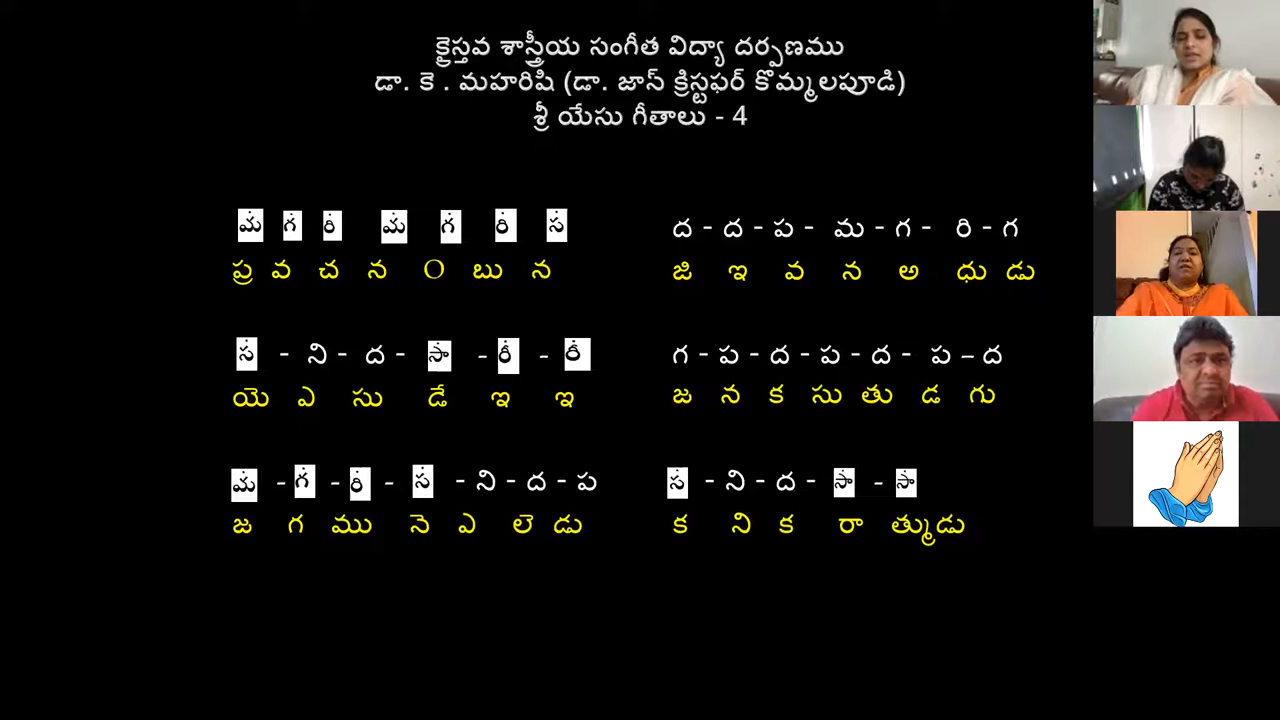 క్రైస్తవ శాస్త్రీయ సంగీత విద్యా దర్పణము
డా. కె . మహరిషి (డా. జాస్ క్రిస్టఫర్ కొమ్మలపూడి)
శ్రీ యేసు గీతాలు - 4
మ̇ గ̇ రి̇ మ̇ గ̇ రి̇ స̇ ద - ద - ప - మ - గ - రి - గ
ప్ర వ చ న ం బు న జి ఇ వ న అ ధు డు
స̇ - ని - ద - సా̇ - రీ̇ - రీ̇ గ - ప - ద - ప - ద - ప – ద
యె ఎ సు డే ఇ ఇ జ న క సు తు డ గు
మ̇ - గ̇ - రి̇ - స̇ - ని - ద - ప స̇ - ని - ద - సా̇ - సా̇
జ గ ము నె ఎ లె డు క ని క రా త్ముడు